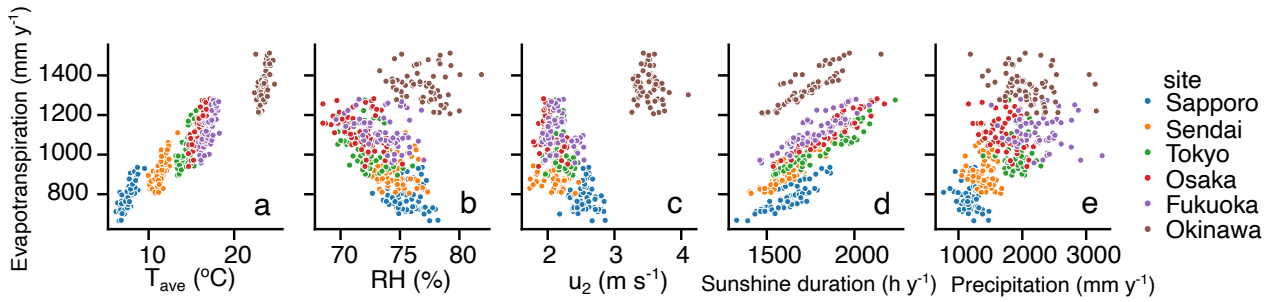 Evapotranspiration (mm y⁻¹)
1400
1200
1000
800
a
b
c
d
e
10 20
70 75 80
2 3 4
1500 2000
1000 2000 3000
T_ave (°C)
RH (%)
u₂ (m s⁻¹)
Sunshine duration (h y⁻¹)
Precipitation (mm y⁻¹)
site
Sapporo
Sendai
Tokyo
Osaka
Fukuoka
Okinawa